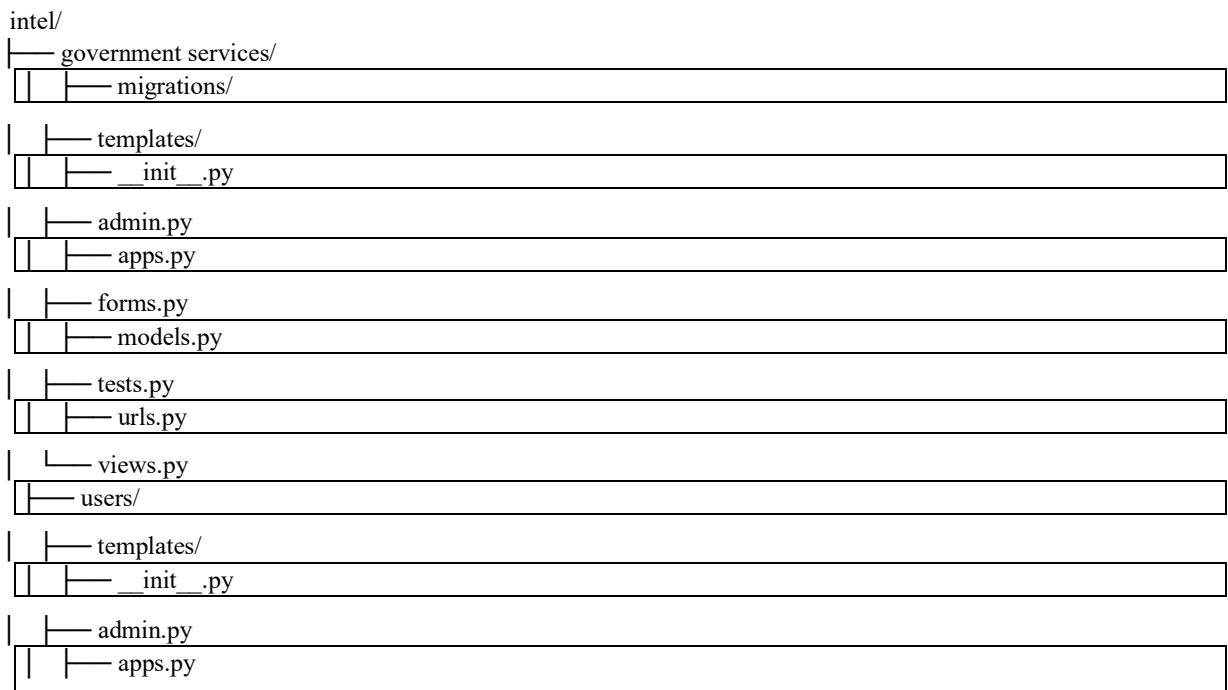 intel/
├── government services/
│ ├── migrations/
│ ├── templates/
│ ├── __init__.py
│ ├── admin.py
│ ├── apps.py
│ ├── forms.py
│ ├── models.py
│ ├── tests.py
│ ├── urls.py
│ └── views.py
├── users/
│ ├── templates/
│ ├── __init__.py
│ ├── admin.py
│ ├── apps.py